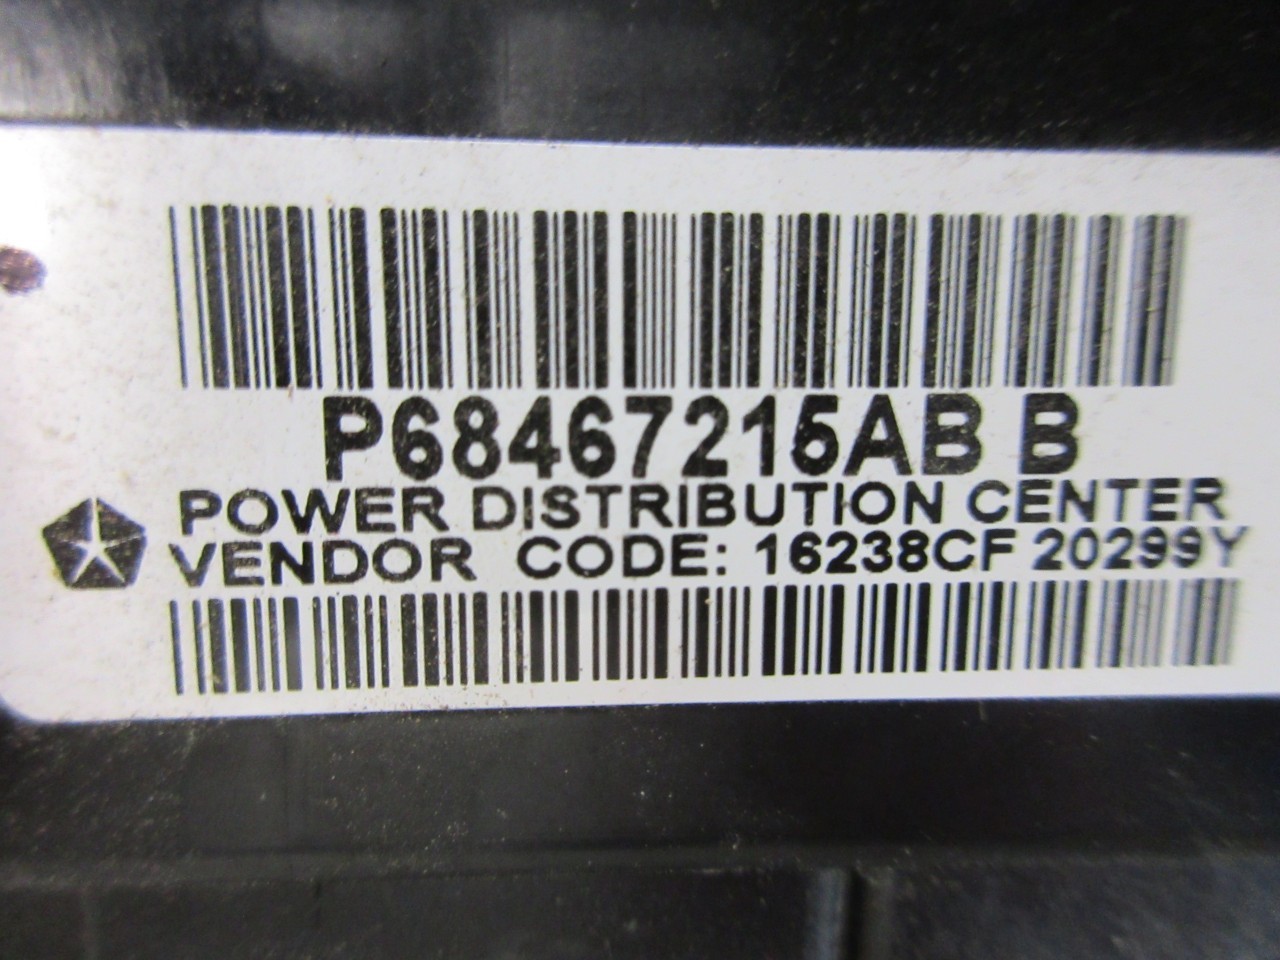 P68467215AB B
POWER DISTRIBUTION CENTER
VENDOR CODE: 16238CF 20299Y